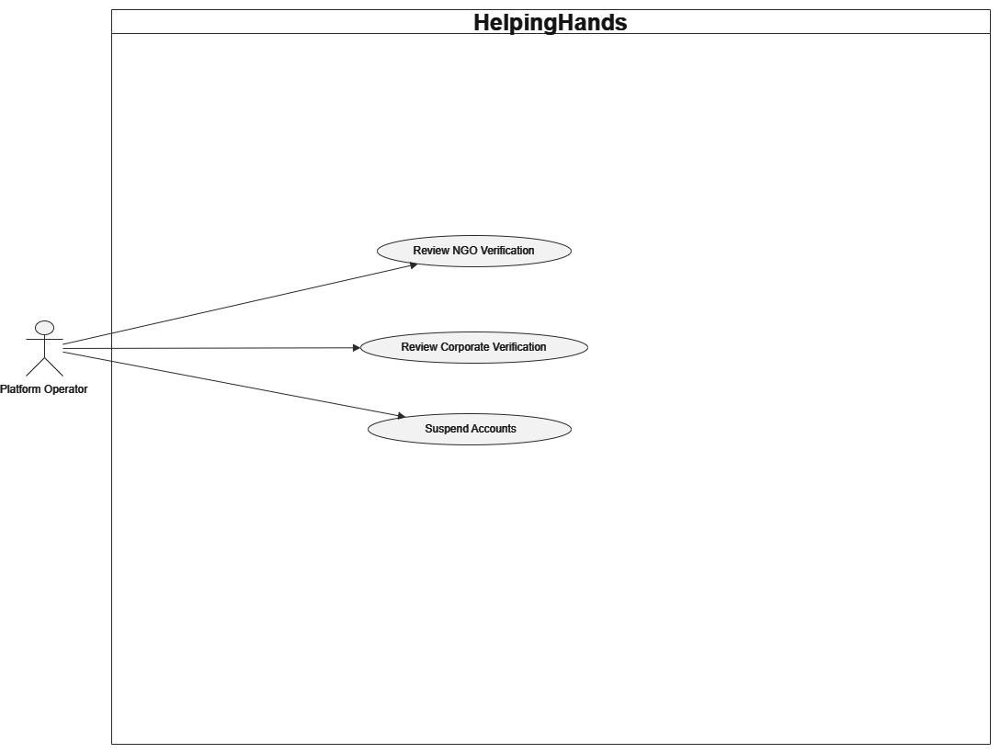 HelpingHands
Review NGO Verification
Review Corporate Verification
Platform Operator
Suspend Accounts